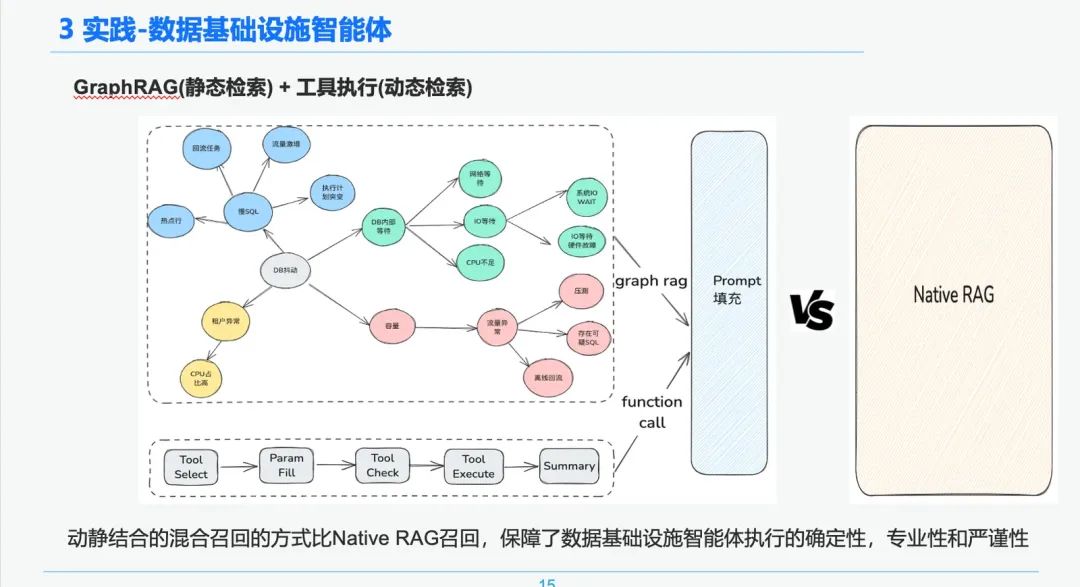 3 实践-数据基础设施智能体
GraphRAG(静态检索) + 工具执行(动态检索)
回流任务
流量激增
慢SQL
执行计
划突变
热点行
DB抖动
租户异常
CPU占
比高
DB内部
等待
网络等
待
IO等待
CPU不足
系统IO
WAIT
IO等待
硬件故障
容量
流量异
常
压测
存在可
疑SQL
离线回流
graph rag
function
call
Tool
Select
Param
Fill
Tool
Check
Tool
Execute
Summary
Prompt
填充
VS
Native RAG
动静结合的混合召回的方式比Native RAG召回，保障了数据基础设施智能体执行的确定性，专业性和严谨性
15